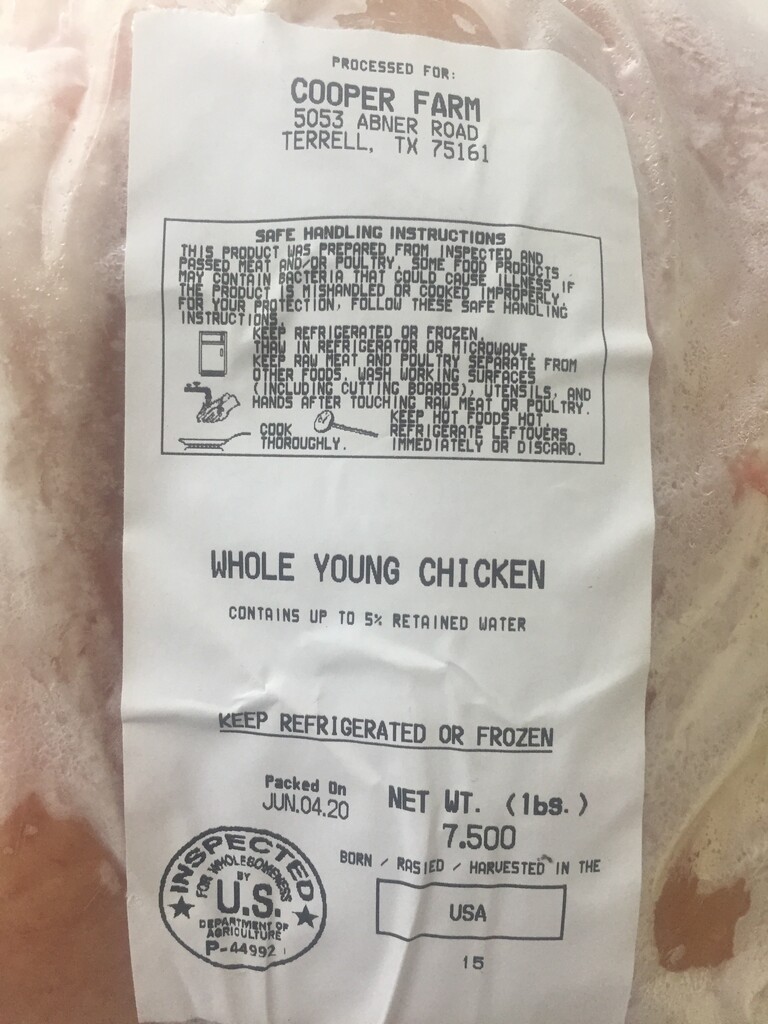 PROCESSED FOR:
COOPER FARM
5053 ABNER ROAD
TERRELL, TX 75161
SAFE HANDLING INSTRUCTIONS
THIS PRODUCT WAS PREPARED FROM INSPECTED AND
PASSED MEAT AND/OR POULTRY. SOME FOOD PRODUCTS
MAY CONTAIN BACTERIA THAT COULD CAUSE ILLNESS IF
THE PRODUCT IS MISHANDLED OR COOKED IMPROPERLY.
FOR YOUR PROTECTION, FOLLOW THESE SAFE HANDLING
INSTRUCTIONS.
KEEP REFRIGERATED OR FROZEN.
THAW IN REFRIGERATOR OR MICROWAVE.
KEEP RAW MEAT AND POULTRY SEPARATE FROM
OTHER FOODS. WASH WORKING SURFACES
(INCLUDING CUTTING BOARDS), UTENSILS, AND
HANDS AFTER TOUCHING RAW MEAT OR POULTRY.
COOK
THOROUGHLY.
KEEP HOT FOODS HOT.
REFRIGERATE LEFTOVERS
IMMEDIATELY OR DISCARD.
WHOLE YOUNG CHICKEN
CONTAINS UP TO 5% RETAINED WATER
KEEP REFRIGERATED OR FROZEN
Packed On
JUN.04.20
NET WT. (lbs.)
7.500
BORN / RASIED / HARVESTED IN THE
USA
15
INSPECTED
FOR WHOLESOMENESS
BY
U.S.
DEPARTMENT OF
AGRICULTURE
P-44992